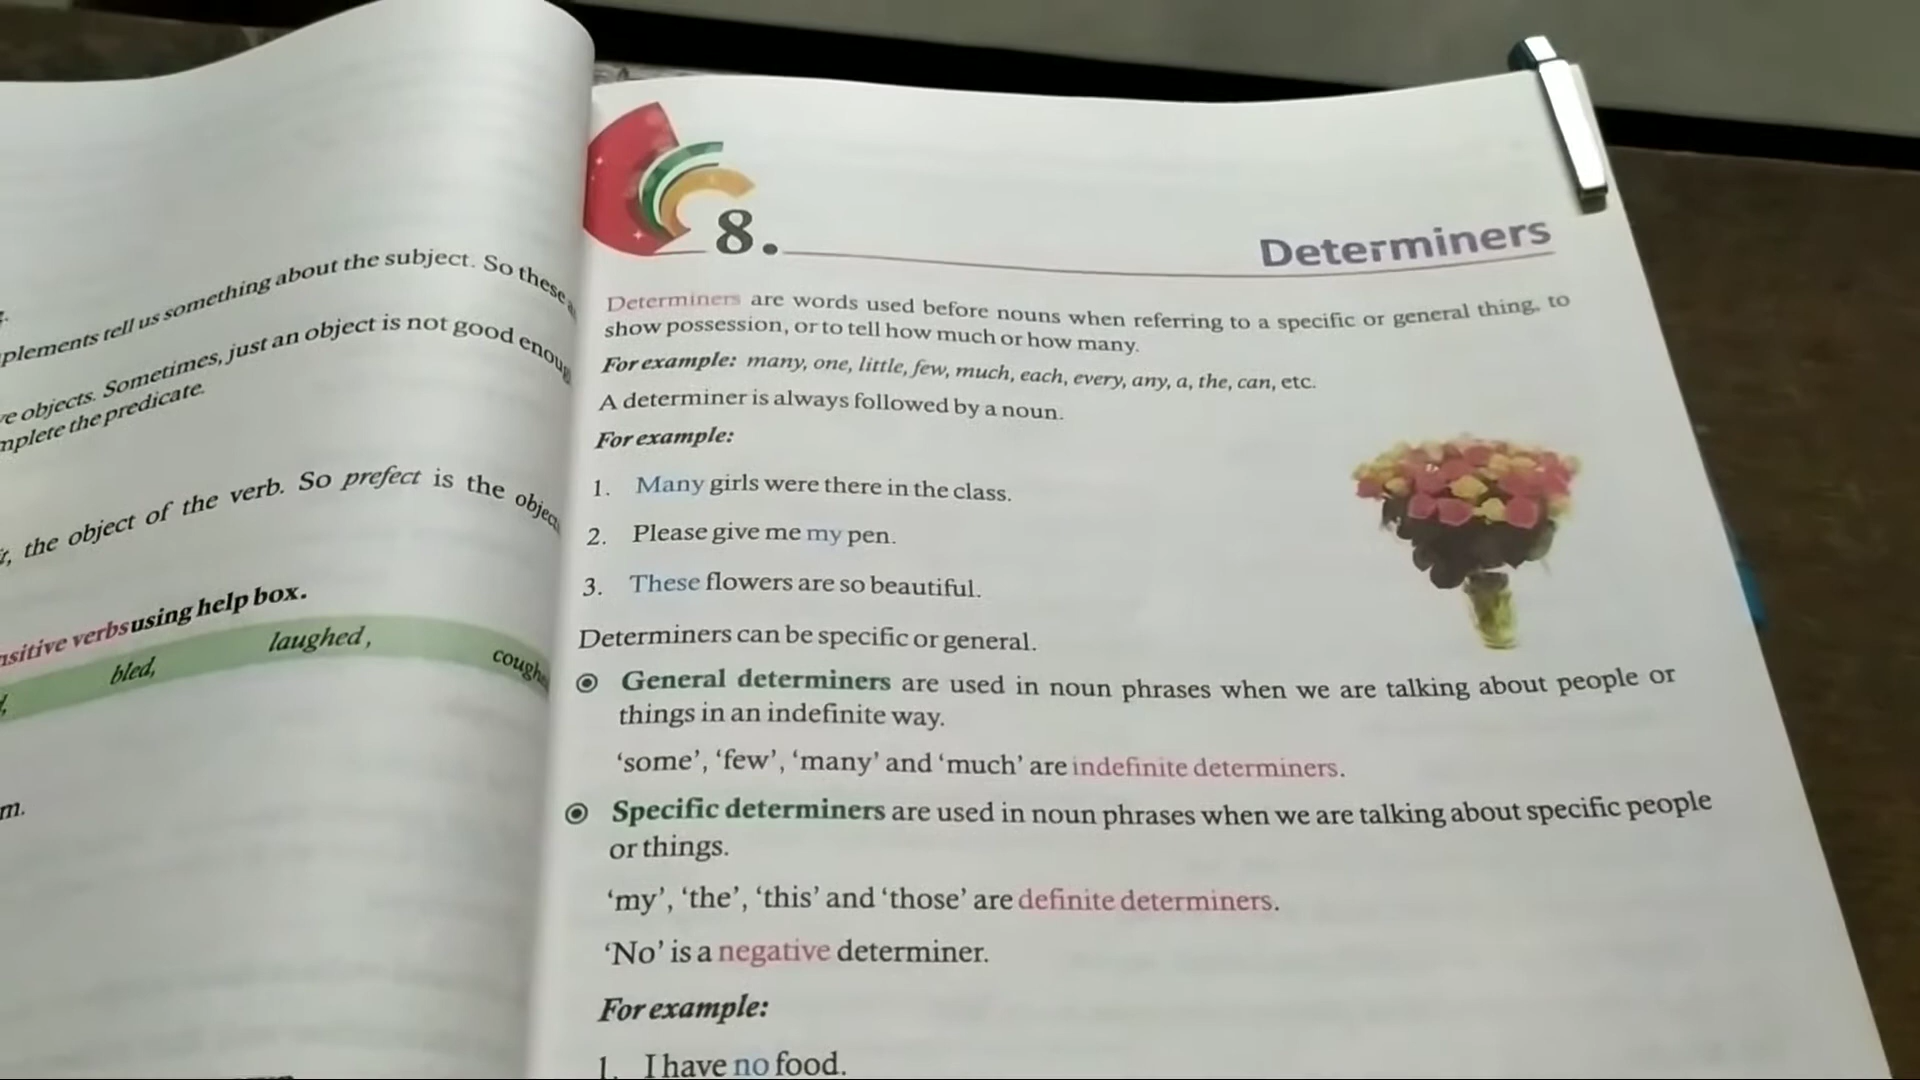 plements tell us something about the subject. So these
ve objects. Sometimes, just an object is not good enoug
mplete the predicate.
the object of the verb. So prefect is the object
nsitive verbs using help box.
bled, laughed, cough
m.
8. Determiners
Determiners are words used before nouns when referring to a specific or general thing, to
show possession, or to tell how much or how many.
For example: many, one, little, few, much, each, every, any, a, the, can, etc.
A determiner is always followed by a noun.
For example:
1. Many girls were there in the class.
2. Please give me my pen.
3. These flowers are so beautiful.
Determiners can be specific or general.
General determiners are used in noun phrases when we are talking about people or
things in an indefinite way.
‘some’, ‘few’, ‘many’ and ‘much’ are indefinite determiners.
Specific determiners are used in noun phrases when we are talking about specific people
or things.
‘my’, ‘the’, ‘this’ and ‘those’ are definite determiners.
‘No’ is a negative determiner.
For example:
1. I have no food.